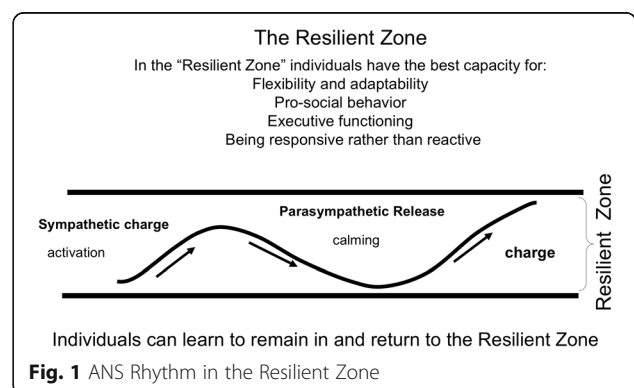 The Resilient Zone
In the “Resilient Zone” individuals have the best capacity for:
Flexibility and adaptability
Pro-social behavior
Executive functioning
Being responsive rather than reactive
Sympathetic charge
activation
Parasympathetic Release
calming
charge
Resilient Zone
Individuals can learn to remain in and return to the Resilient Zone
Fig. 1 ANS Rhythm in the Resilient Zone